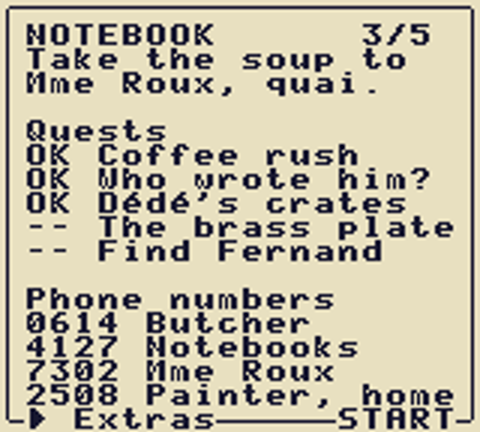 NOTEBOOK 3/5
Take the soup to
Mme Roux, quai.
Quests
OK Coffee rush
OK Who wrote him?
OK Dédé's crates
-- The brass plate
-- Find Fernand
Phone numbers
0614 Butcher
4127 Notebooks
7302 Mme Roux
2508 Painter, home
▶ Extras START